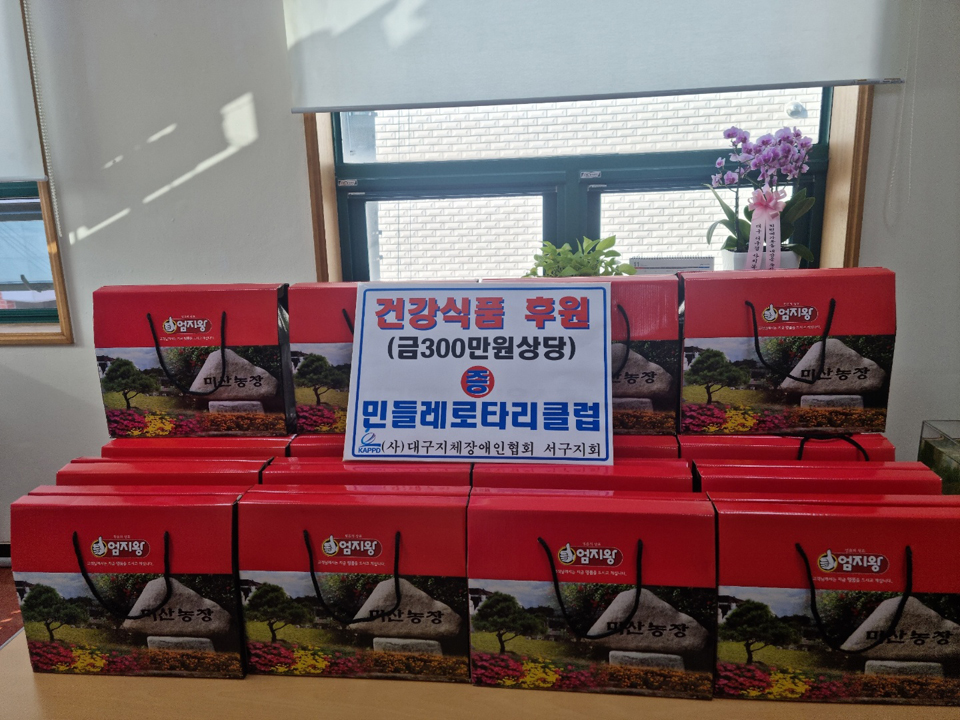 건강식품 후원
(금300만원상당)
증
민들레로타리클럽
KAPPD (사)대구지체장애인협회 서구지회
엄지왕
미산농장
엄지왕
미산농장
엄지왕
미산농장
엄지왕
미산농장
엄지왕
미산농장
엄지왕
미산농장
미산농장